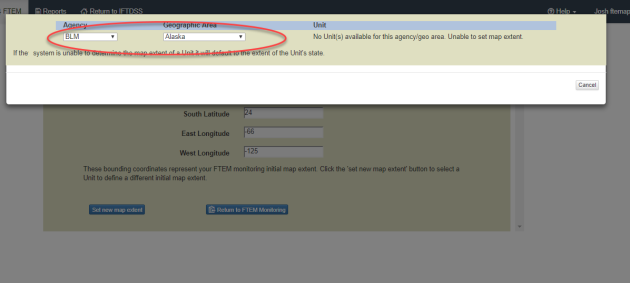 FTEM Reports Return to IFTDSS Help Josh Itemap
Agency Geographic Area Unit
BLM Alaska No Unit(s) available for this agency/geo area. Unable to set map extent.
If the system is unable to determine the map extent of a Unit it will default to the extent of the Unit's state.
Cancel
South Latitude 24
East Longitude -66
West Longitude -125
These bounding coordinates represent your FTEM monitoring initial map extent. Click the 'set new map extent' button to select a
Unit to define a different initial map extent.
Set new map extent Return to FTEM Monitoring